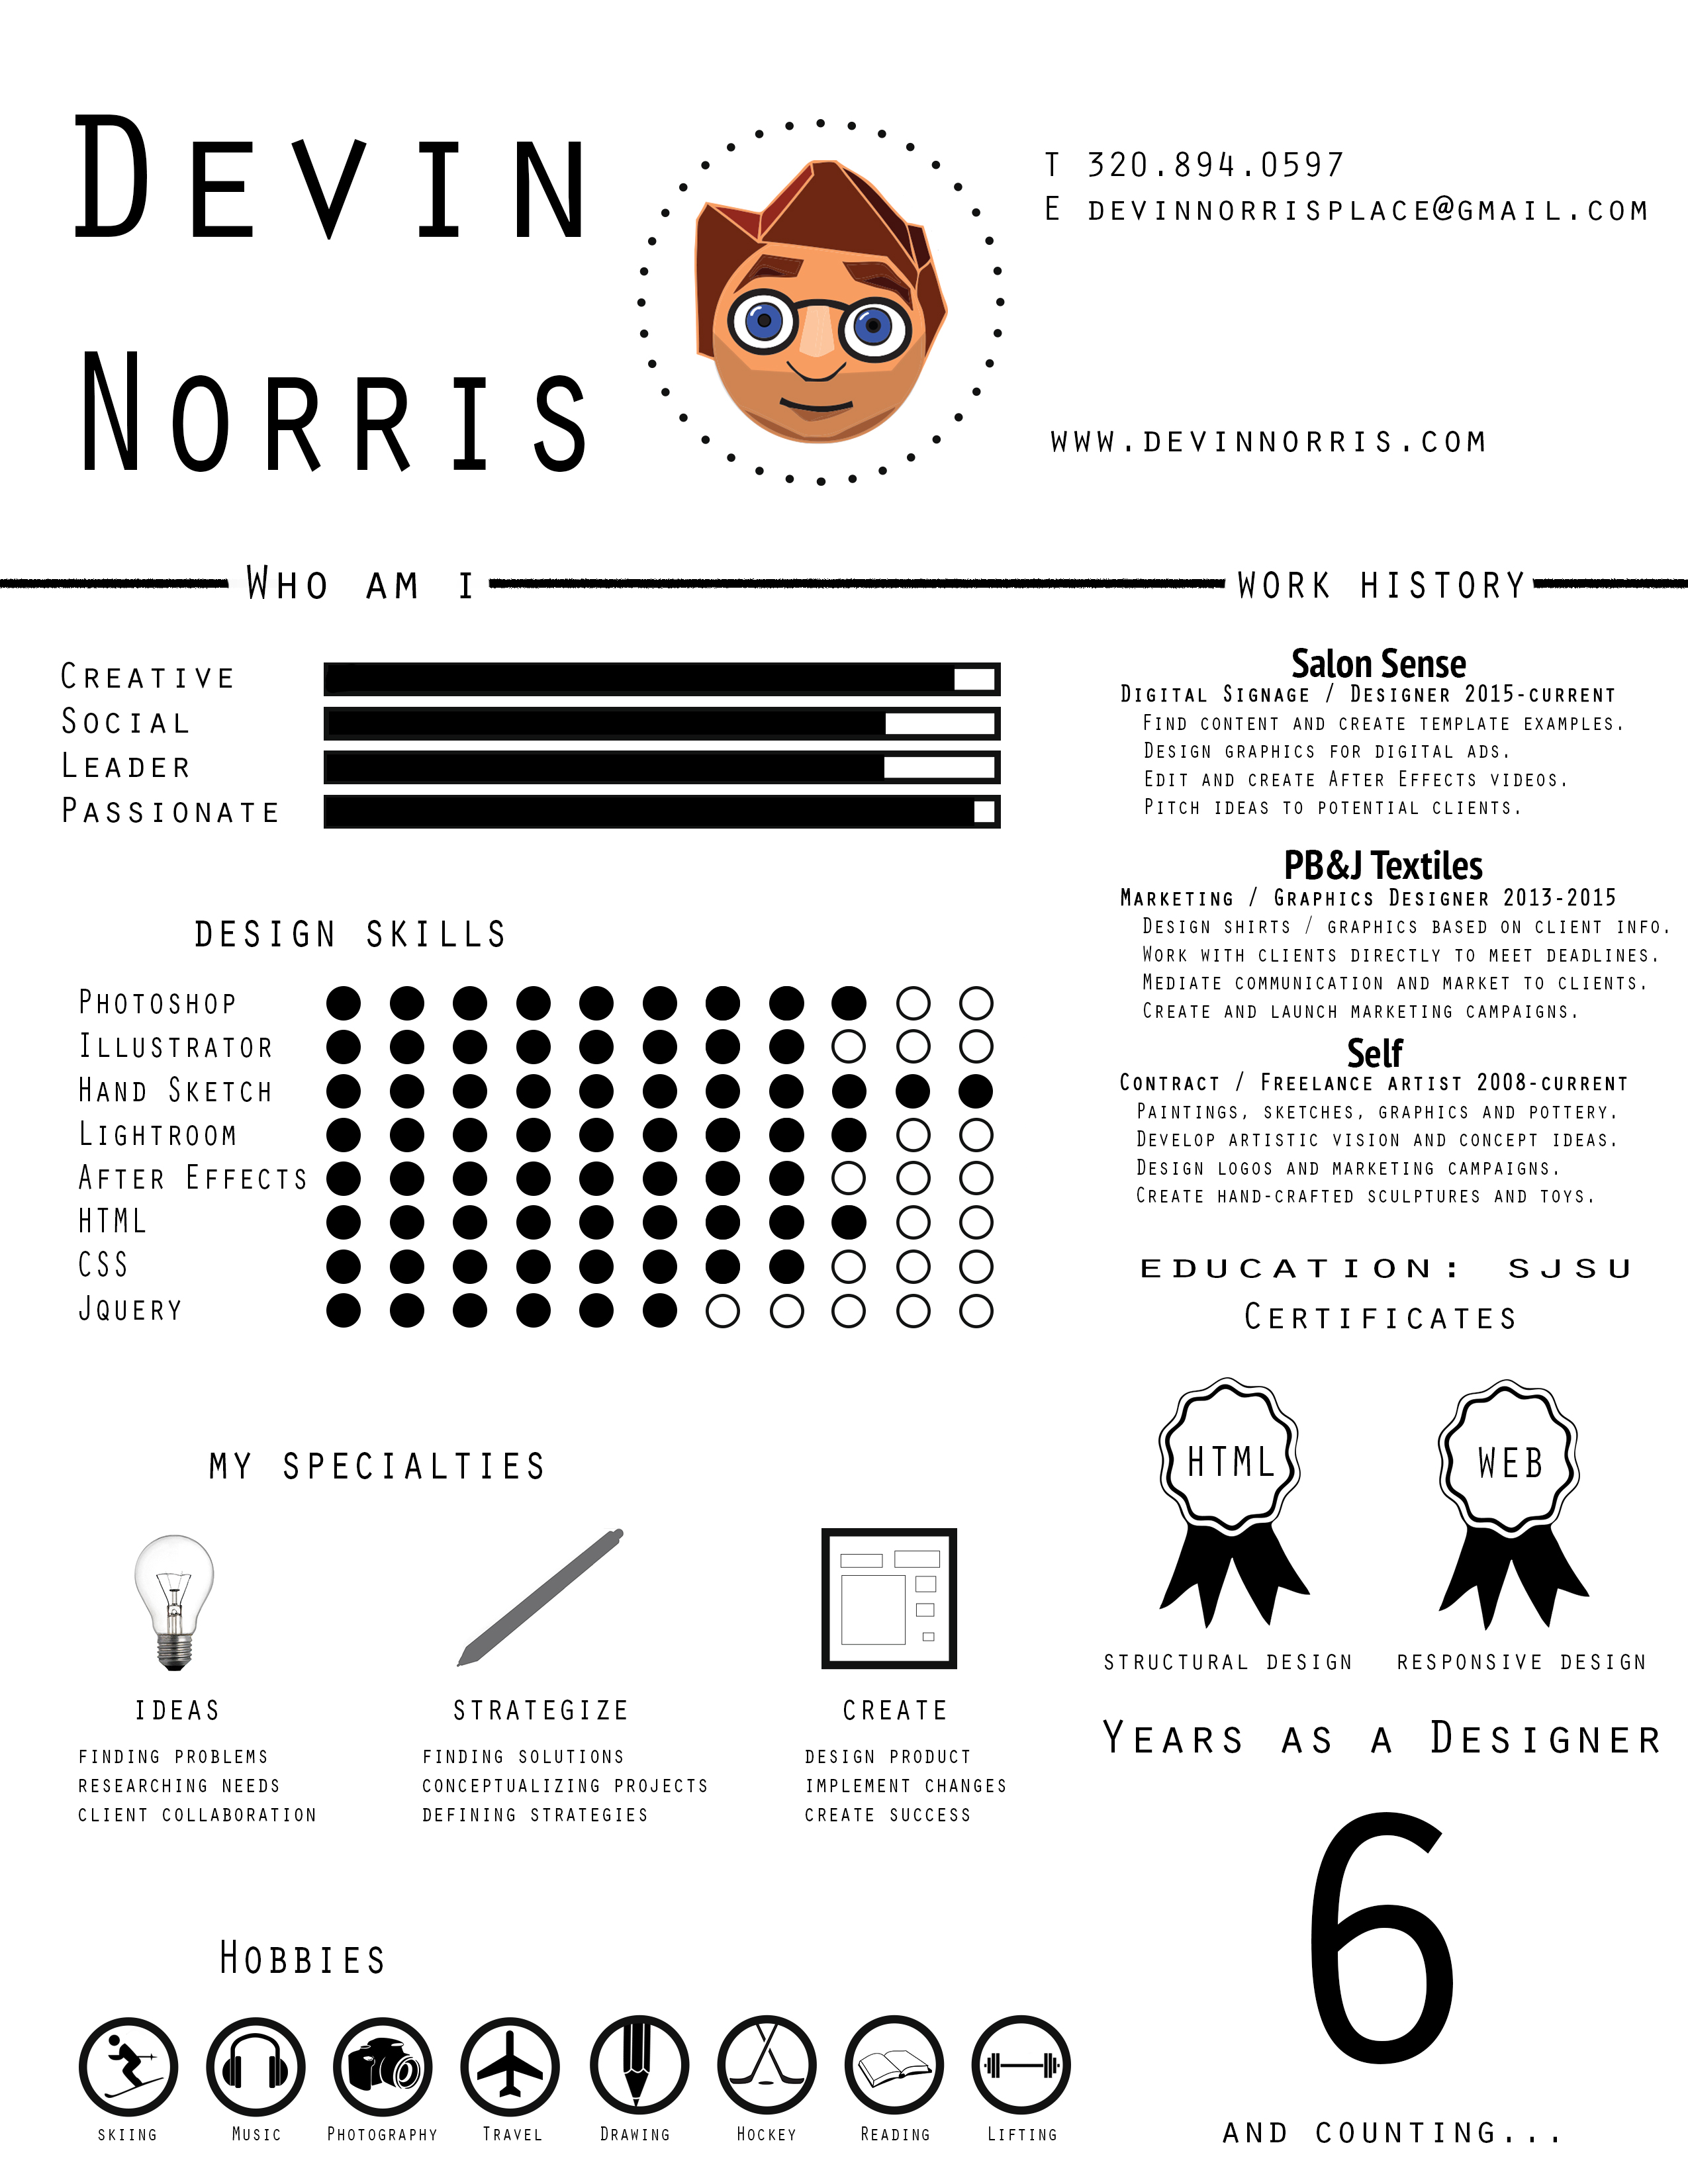 Devin
Norris
T 320.894.0597
E devinnorrisplace@gmail.com
www.devinnorris.com
Who am i
Creative
Social
Leader
Passionate
DESIGN SKILLS
Photoshop
Illustrator
Hand Sketch
Lightroom
After Effects
HTML
CSS
Jquery
MY SPECIALTIES
IDEAS
FINDING PROBLEMS
RESEARCHING NEEDS
CLIENT COLLABORATION
STRATEGIZE
FINDING SOLUTIONS
CONCEPTUALIZING PROJECTS
DEFINING STRATEGIES
CREATE
DESIGN PRODUCT
IMPLEMENT CHANGES
CREATE SUCCESS
Hobbies
skiing
Music
Photography
Travel
Drawing
Hockey
Reading
Lifting
WORK HISTORY
Salon Sense
Digital Signage / Designer 2015-current
Find content and create template examples.
Design graphics for digital ads.
Edit and create After Effects videos.
Pitch ideas to potential clients.
PB&J Textiles
Marketing / Graphics Designer 2013-2015
Design shirts / graphics based on client info.
Work with clients directly to meet deadlines.
Mediate communication and market to clients.
Create and launch marketing campaigns.
Self
Contract / Freelance artist 2008-current
Paintings, sketches, graphics and pottery.
Develop artistic vision and concept ideas.
Design logos and marketing campaigns.
Create hand-crafted sculptures and toys.
EDUCATION: SJSU
Certificates
HTML
STRUCTURAL DESIGN
WEB
RESPONSIVE DESIGN
Years as a Designer
6
and counting...